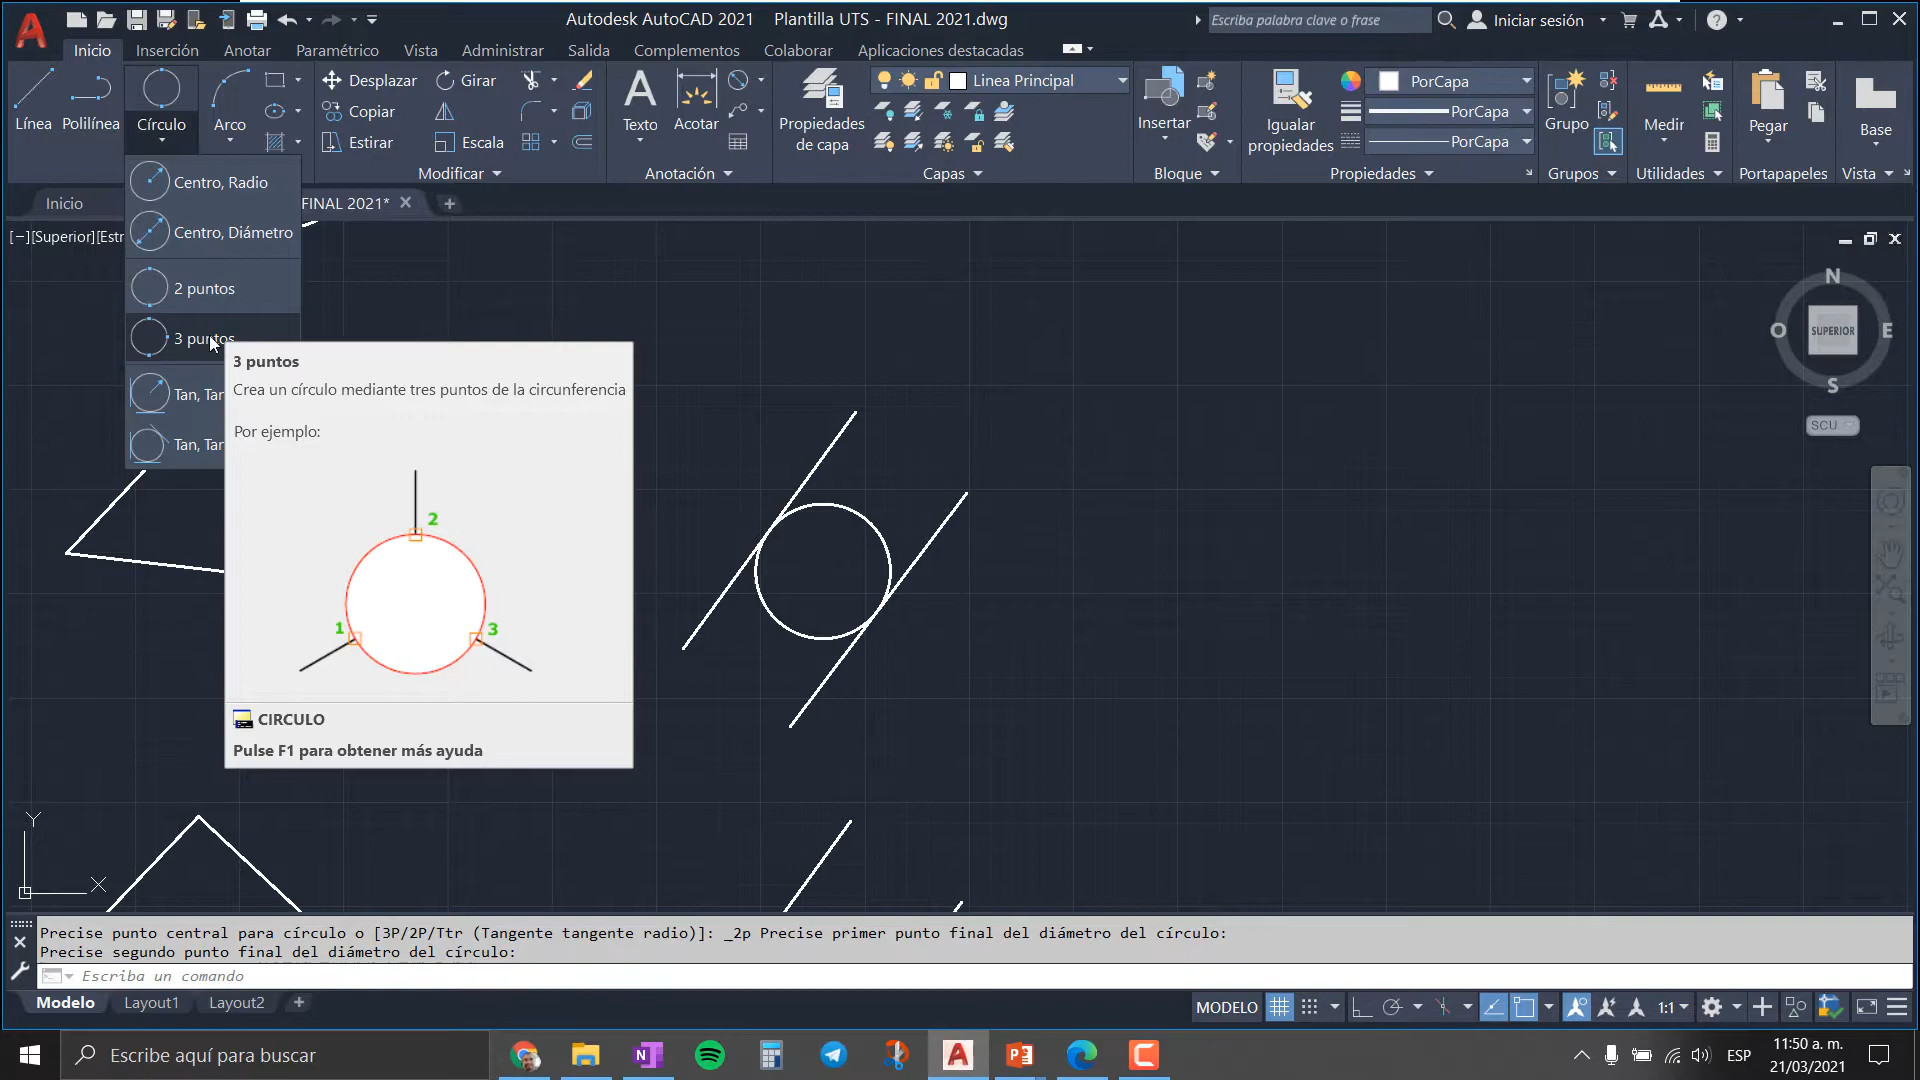 Autodesk AutoCAD 2021 Plantilla UTS - FINAL 2021.dwg
Escriba palabra clave o frase
Iniciar sesión
Inicio
Inserción
Anotar
Paramétrico
Vista
Administrar
Salida
Complementos
Colaborar
Aplicaciones destacadas
Línea
Polilínea
Círculo
Arco
Desplazar
Girar
Copiar
Estirar
Escala
Modificar
Texto
Acotar
Anotación
Propiedades
de capa
Linea Principal
Capas
Insertar
Bloque
Igualar
propiedades
PorCapa
PorCapa
PorCapa
Propiedades
Grupo
Grupos
Medir
Utilidades
Pegar
Portapapeles
Base
Vista
Inicio
FINAL 2021*
[−][Superior][Estr
Centro, Radio
Centro, Diámetro
2 puntos
3 puntos
Tan, Tan
Tan, Tan
3 puntos
Crea un círculo mediante tres puntos de la circunferencia
Por ejemplo:
2
1
3
CIRCULO
Pulse F1 para obtener más ayuda
N
O
SUPERIOR
E
S
SCU
Y
X
Precise punto central para círculo o [3P/2P/Ttr (Tangente tangente radio)]: _2p Precise primer punto final del diámetro del círculo:
Precise segundo punto final del diámetro del círculo:
Escriba un comando
Modelo
Layout1
Layout2
MODELO
1:1
Escribe aquí para buscar
ESP
11:50 a. m.
21/03/2021